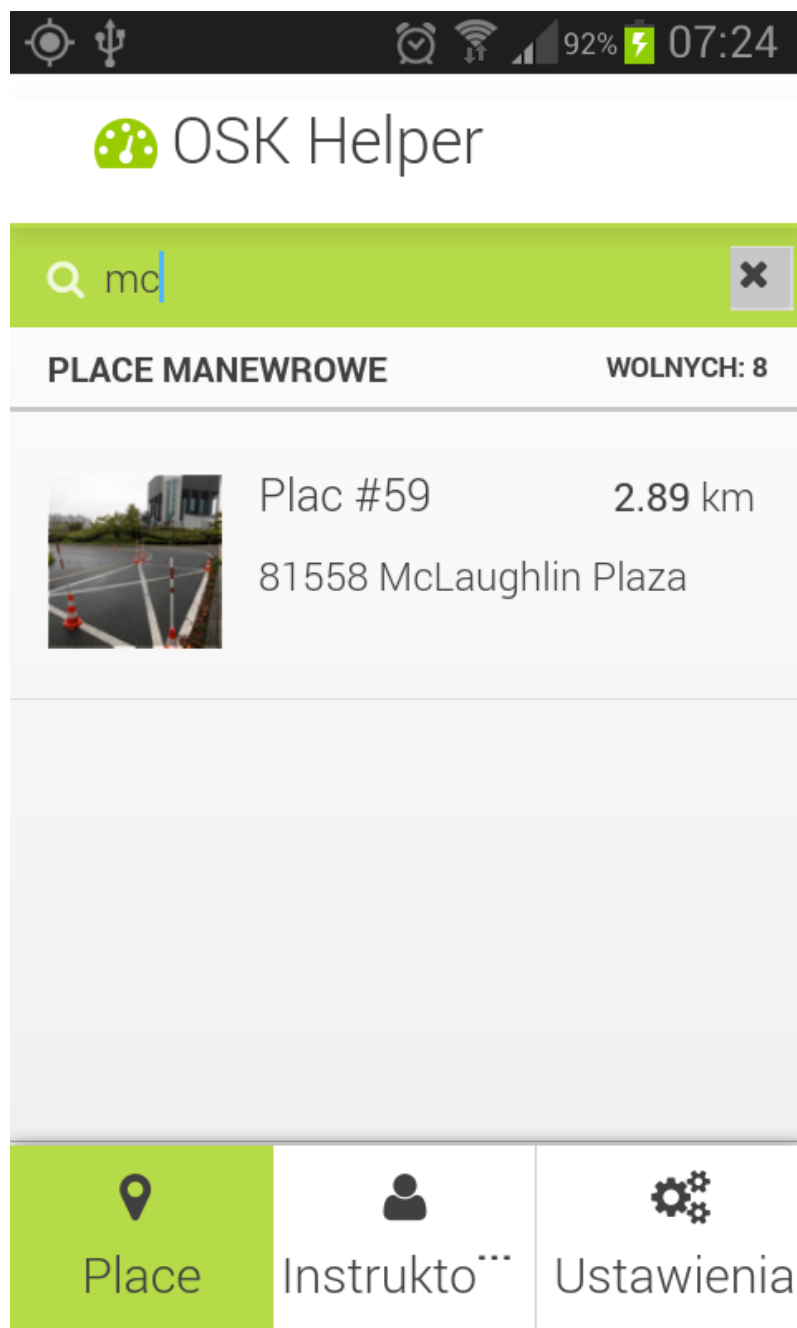 92% 07:24
OSK Helper
mc
PLACE MANEWROWE WOLNYCH: 8
Plac #59 2.89 km
81558 McLaughlin Plaza
Place Instrukto... Ustawienia